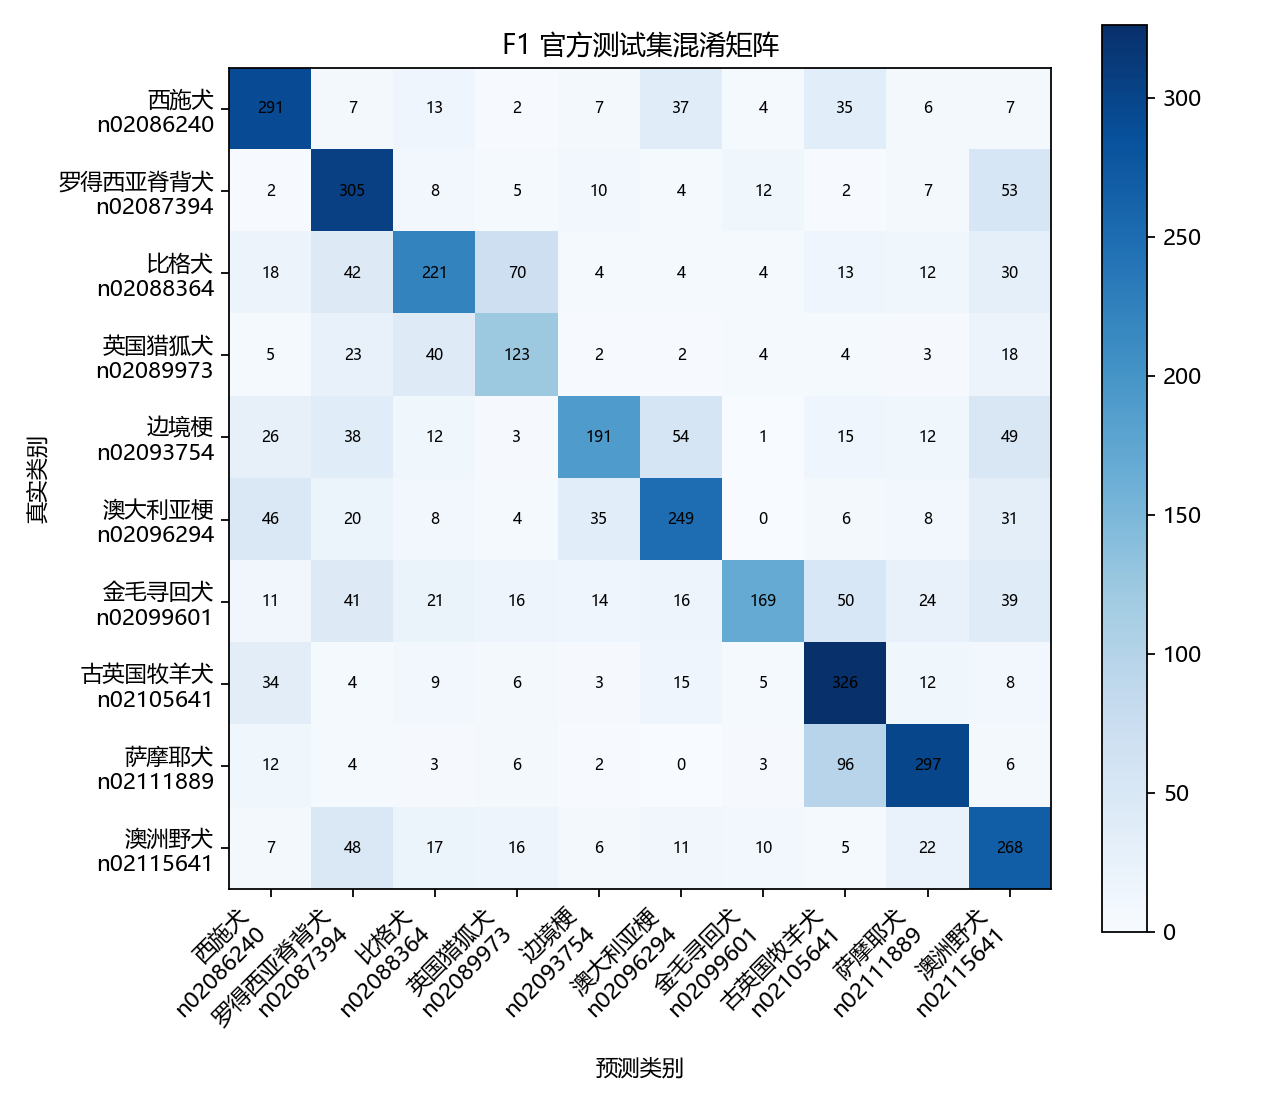 F1 官方测试集混淆矩阵
真实类别
西施犬
n02086240
291 7 13 2 7 37 4 35 6 7
罗得西亚脊背犬
n02087394
2 305 8 5 10 4 12 2 7 53
比格犬
n02088364
18 42 221 70 4 4 4 13 12 30
英国猎狐犬
n02089973
5 23 40 123 2 2 4 4 3 18
边境梗
n02093754
26 38 12 3 191 54 1 15 12 49
澳大利亚梗
n02096294
46 20 8 4 35 249 0 6 8 31
金毛寻回犬
n02099601
11 41 21 16 14 16 169 50 24 39
古英国牧羊犬
n02105641
34 4 9 6 3 15 5 326 12 8
萨摩耶犬
n02111889
12 4 3 6 2 0 3 96 297 6
澳洲野犬
n02115641
7 48 17 16 6 11 10 5 22 268
西施犬
n02086240
罗得西亚脊背犬
n02087394
比格犬
n02088364
英国猎狐犬
n02089973
边境梗
n02093754
澳大利亚梗
n02096294
金毛寻回犬
n02099601
古英国牧羊犬
n02105641
萨摩耶犬
n02111889
澳洲野犬
n02115641
预测类别
300
250
200
150
100
50
0